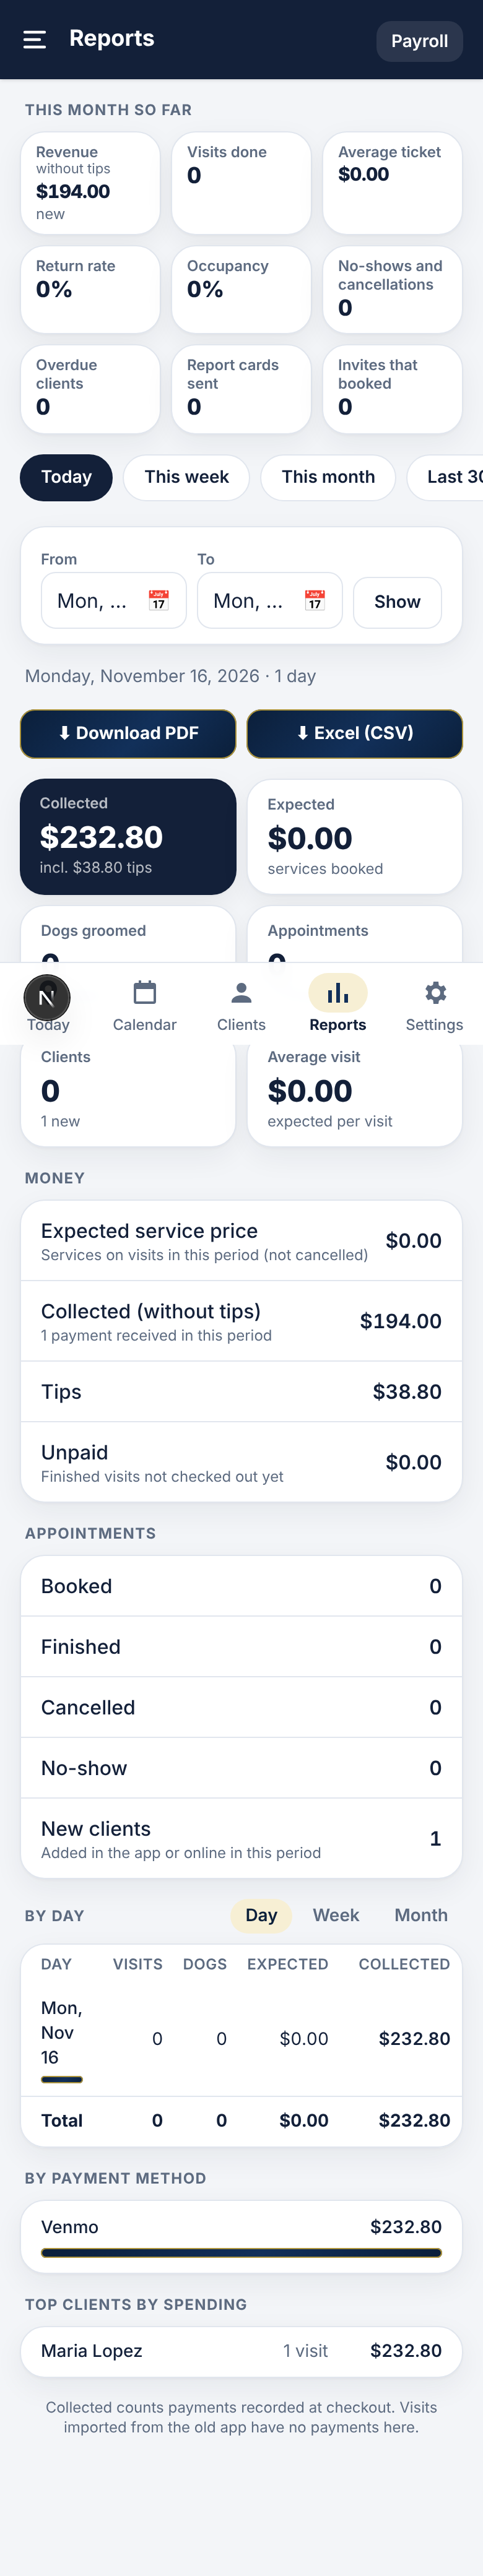 Reports
Payroll
THIS MONTH SO FAR
Revenue
without tips
$194.00
new
Visits done
0
Average ticket
$0.00
Return rate
0%
Occupancy
0%
No-shows and
cancellations
0
Overdue
clients
0
Report cards
sent
0
Invites that
booked
0
Today
This week
This month
Last 30
From
To
Mon, ...
Mon, ...
Show
Monday, November 16, 2026 · 1 day
⬇ Download PDF
⬇ Excel (CSV)
Collected
$232.80
incl. $38.80 tips
Expected
$0.00
services booked
Dogs groomed
0
Appointments
0
N
Today
Calendar
Clients
Reports
Settings
Clients
0
1 new
Average visit
$0.00
expected per visit
MONEY
Expected service price
Services on visits in this period (not cancelled)
$0.00
Collected (without tips)
1 payment received in this period
$194.00
Tips
$38.80
Unpaid
Finished visits not checked out yet
$0.00
APPOINTMENTS
Booked 0
Finished 0
Cancelled 0
No-show 0
New clients
Added in the app or online in this period
1
BY DAY
Day Week Month
DAY VISITS DOGS EXPECTED COLLECTED
Mon,
Nov
16
0 0 $0.00 $232.80
Total 0 0 $0.00 $232.80
BY PAYMENT METHOD
Venmo $232.80
TOP CLIENTS BY SPENDING
Maria Lopez 1 visit $232.80
Collected counts payments recorded at checkout. Visits
imported from the old app have no payments here.